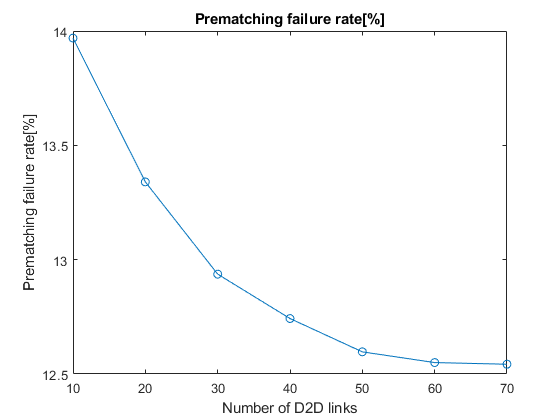 Prematching failure rate[%]
14
13.5
13
12.5
Prematching failure rate[%]
10 20 30 40 50 60 70
Number of D2D links